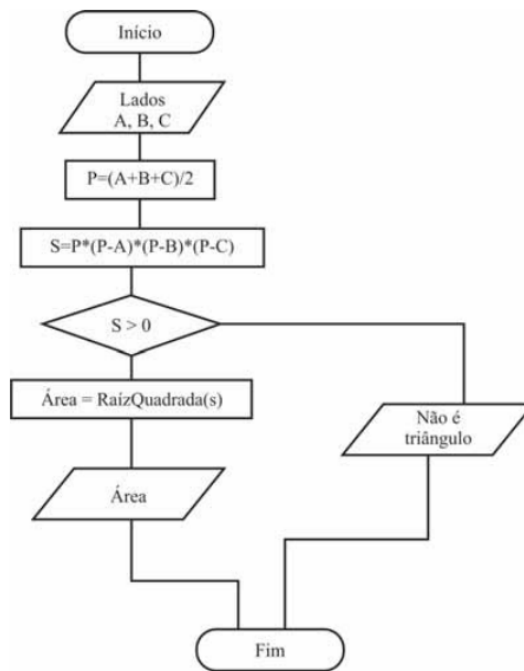 Início
Lados
A, B, C
P=(A+B+C)/2
S=P*(P-A)*(P-B)*(P-C)
S > 0
Área = RaízQuadrada(s)
Não é
triângulo
Área
Fim